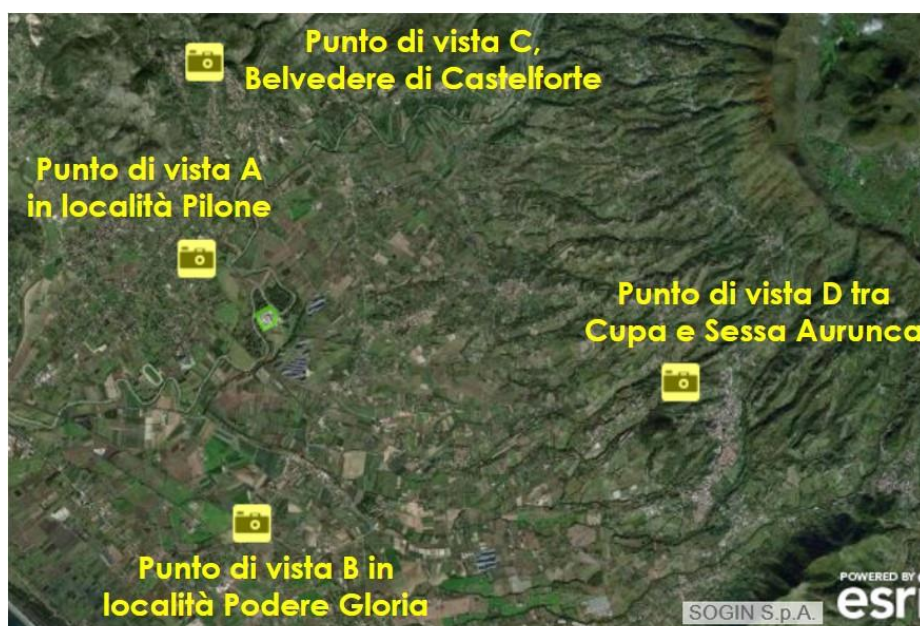 Punto di vista C,
Belvedere di Castelforte
Punto di vista A
in località Pilone
Punto di vista D tra
Cupa e Sessa Aurunca
Punto di vista B in
località Podere Gloria
POWERED BY
SOGIN S.p.A.
esri